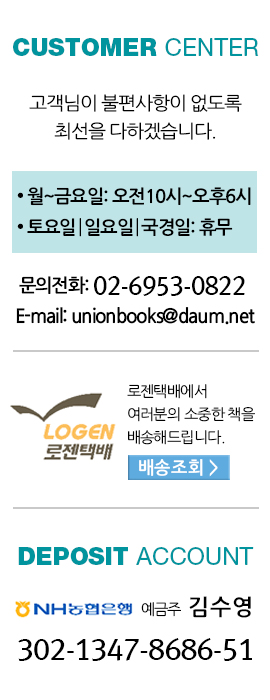 CUSTOMER CENTER
고객님이 불편사항이 없도록
최선을 다하겠습니다.
• 월~금요일: 오전10시~오후6시
• 토요일|일요일|국경일: 휴무
문의전화: 02-6953-0822
E-mail: unionbooks@daum.net
로젠택배에서
여러분의 소중한 책을
배송해드립니다.
LOGEN
로젠택배
배송조회 >
DEPOSIT ACCOUNT
NH농협은행 예금주 김수영
302-1347-8686-51